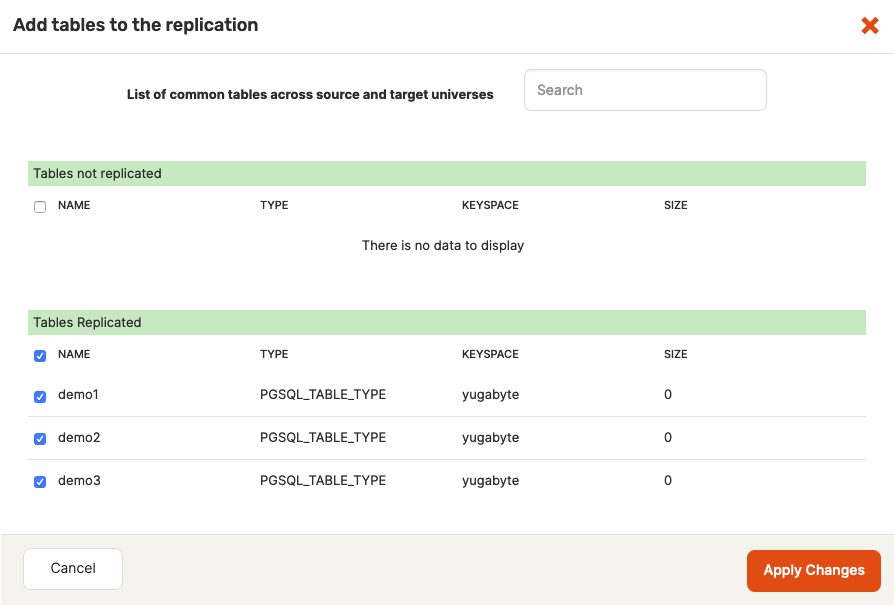 Add tables to the replication
List of common tables across source and target universes
Search
Tables not replicated
NAME TYPE KEYSPACE SIZE
There is no data to display
Tables Replicated
NAME TYPE KEYSPACE SIZE
demo1 PGSQL_TABLE_TYPE yugabyte 0
demo2 PGSQL_TABLE_TYPE yugabyte 0
demo3 PGSQL_TABLE_TYPE yugabyte 0
Cancel Apply Changes